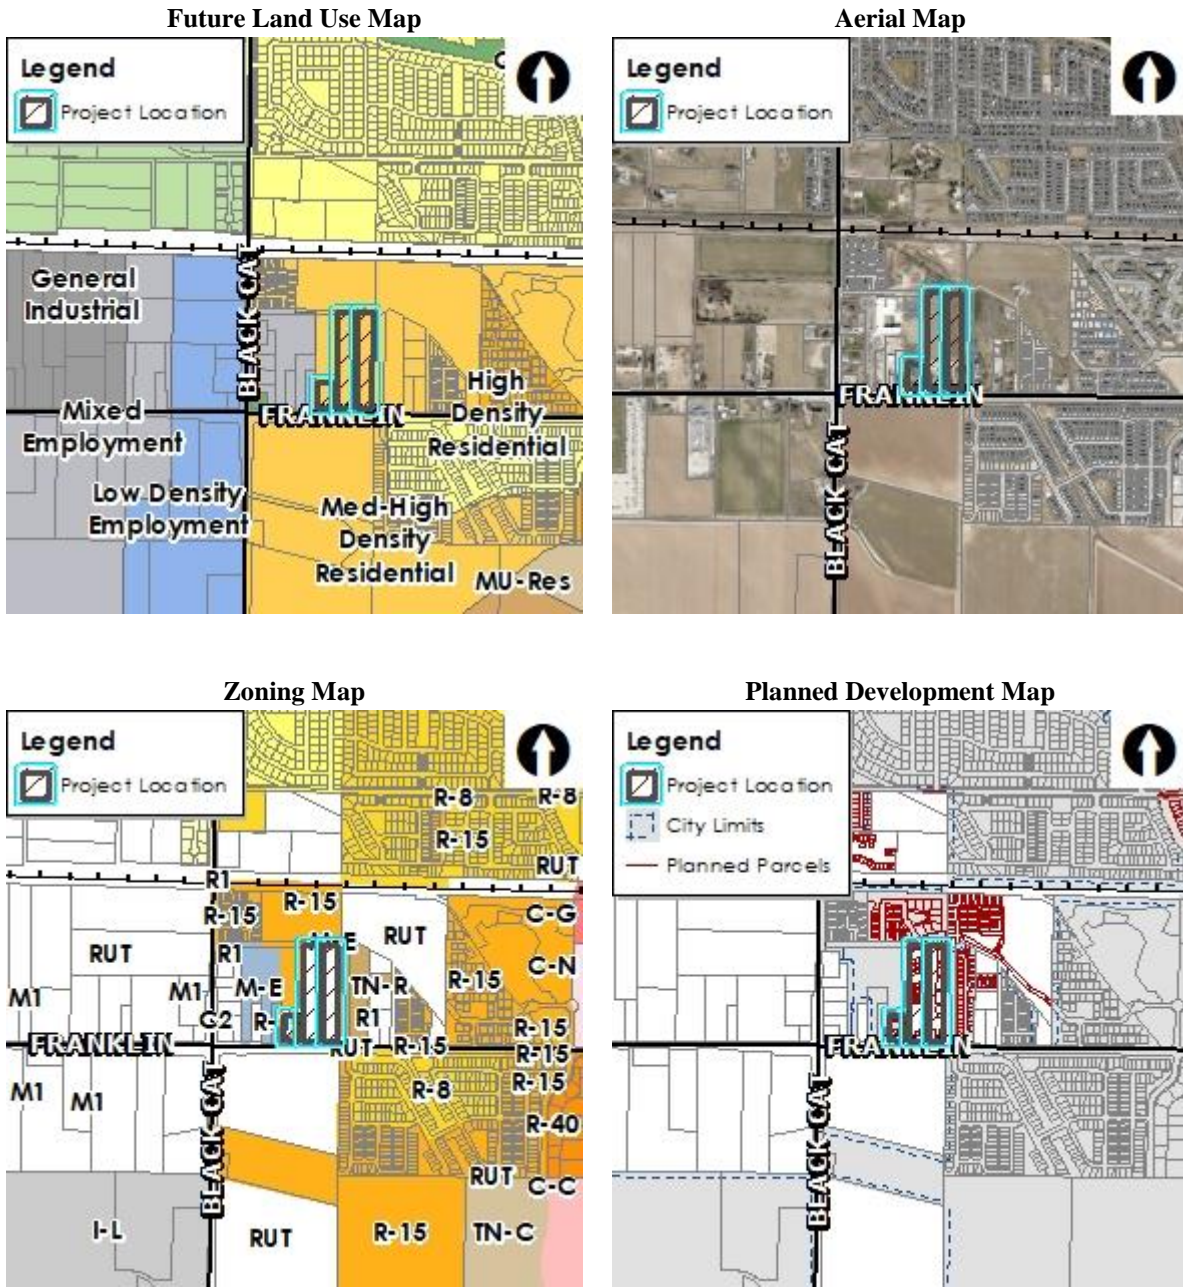 Future Land Use Map
Legend
Project Location
C
General
Industrial
BLACK CAT
FRANKLIN
High
Density
Residential
Mixed
Employment
Low Density
Employment
Med-High
Density
Residential
MU-Res
Aerial Map
Legend
Project Location
FRANKLIN
BLACK CAT
Zoning Map
Legend
Project Location
R-8
R-8
R-15
RUT
R1
R-15
R-15
C-G
RUT
RUT
R1
C-N
M-E
TN-R
R-15
M1
M1
C2
R-
R1
R-15
FRANKLIN
RUT
R-15
R-15
M1
M1
R-8
R-15
BLACK CAT
R-40
RUT
C-C
I-L
RUT
R-15
TN-C
Planned Development Map
Legend
Project Location
City Limits
Planned Parcels
FRANKLIN
BLACK CAT